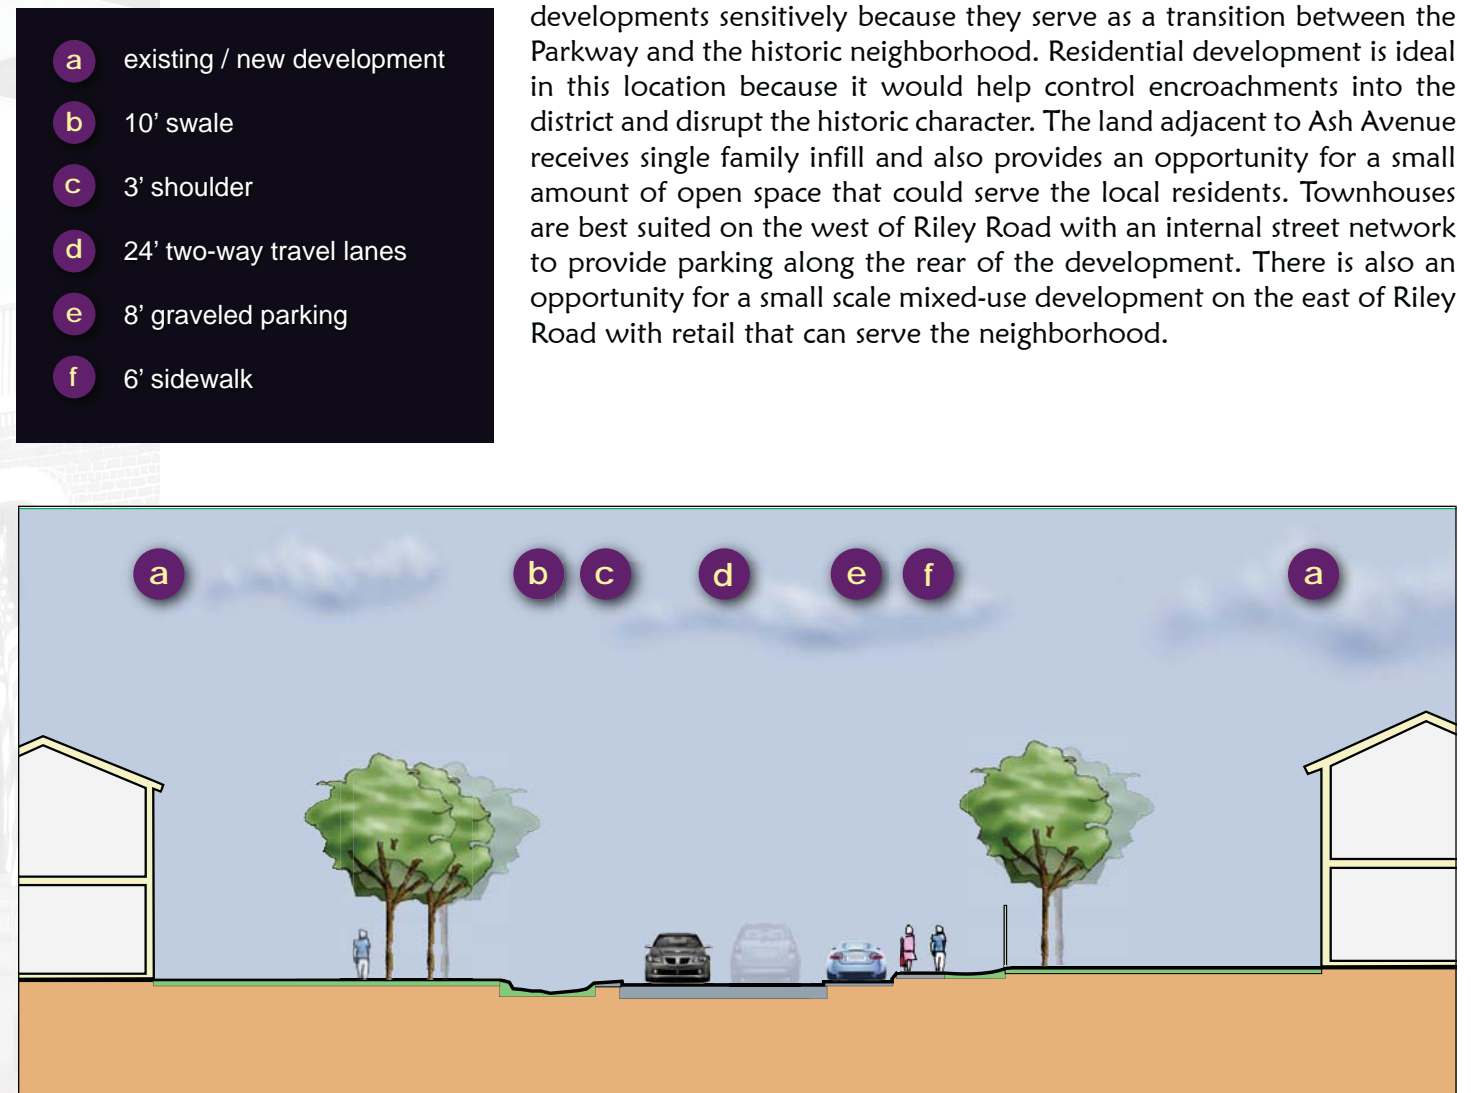 a existing / new development
b 10’ swale
c 3’ shoulder
d 24’ two-way travel lanes
e 8’ graveled parking
f 6’ sidewalk
developments sensitively because they serve as a transition between the
Parkway and the historic neighborhood. Residential development is ideal
in this location because it would help control encroachments into the
district and disrupt the historic character. The land adjacent to Ash Avenue
receives single family infill and also provides an opportunity for a small
amount of open space that could serve the local residents. Townhouses
are best suited on the west of Riley Road with an internal street network
to provide parking along the rear of the development. There is also an
opportunity for a small scale mixed-use development on the east of Riley
Road with retail that can serve the neighborhood.
a b c d e f a